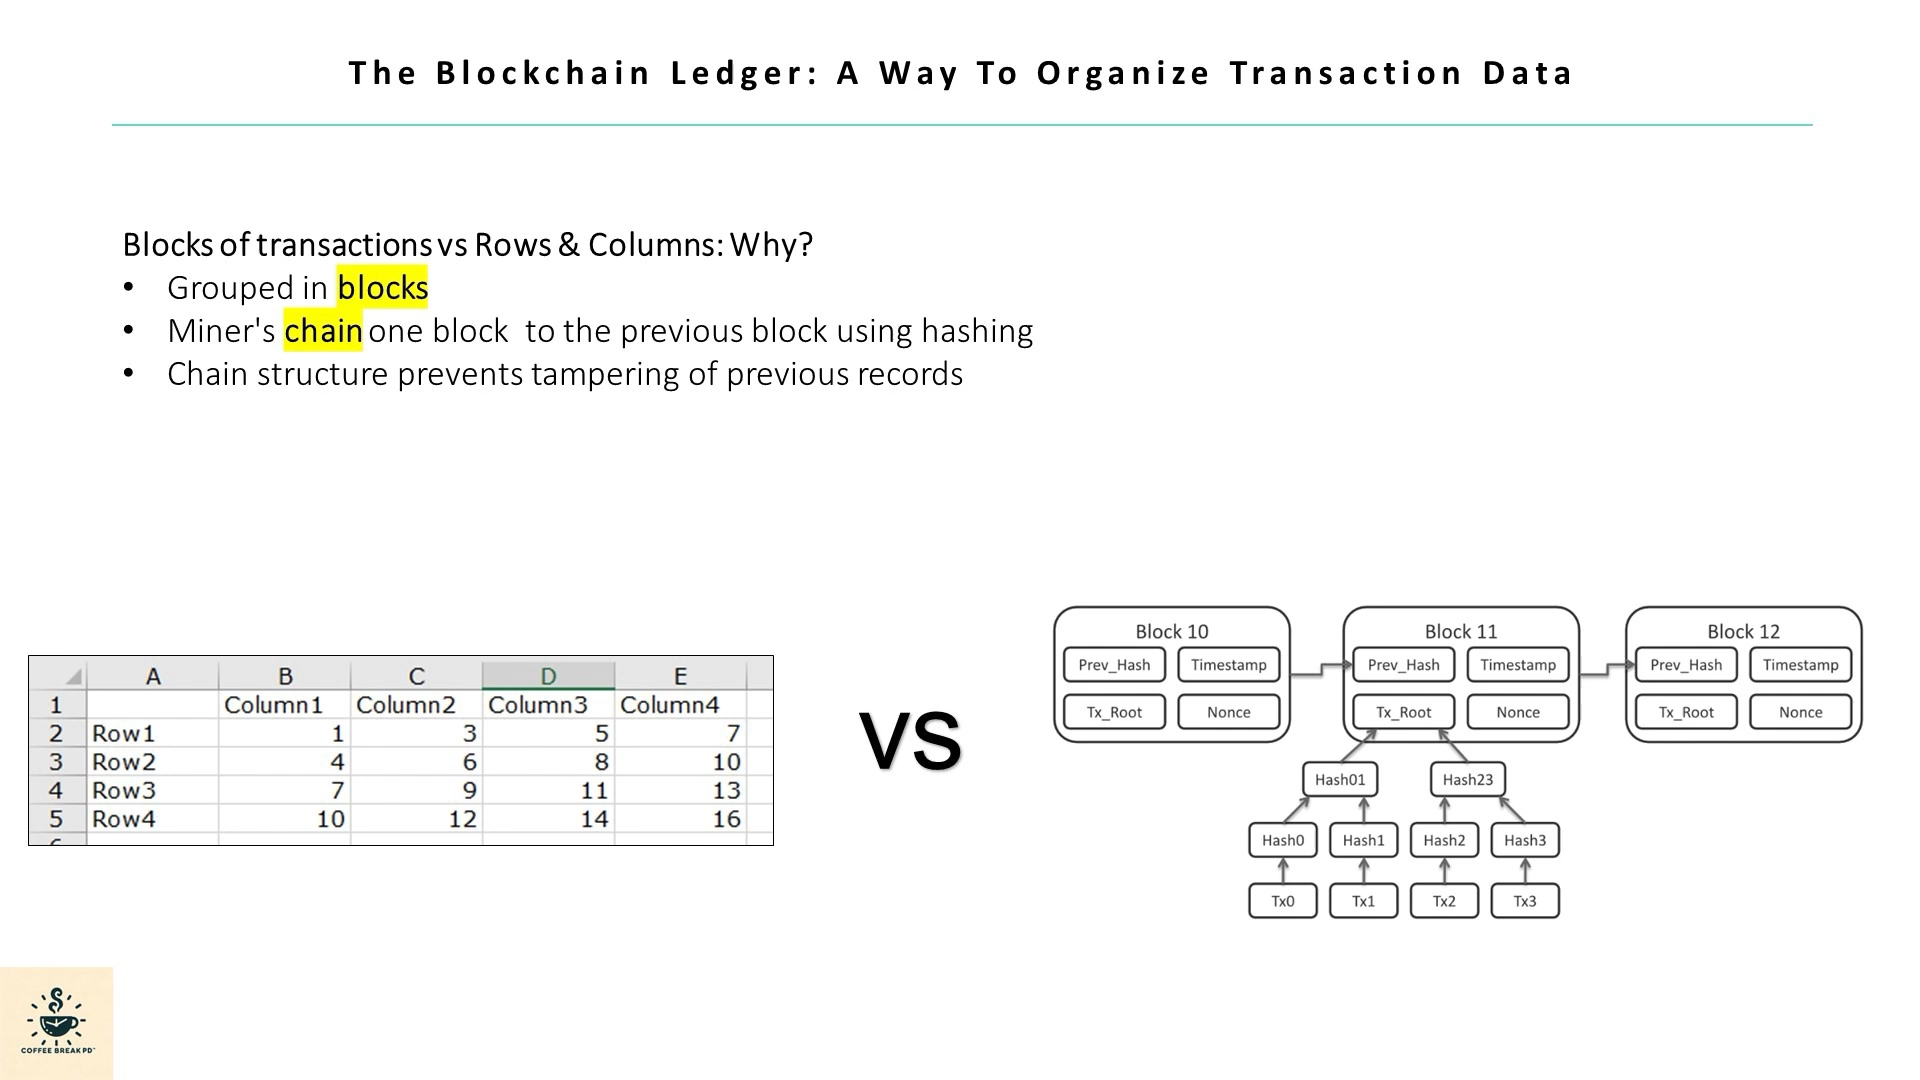 The Blockchain Ledger: A Way To Organize Transaction Data
Blocks of transactions vs Rows & Columns: Why?
• Grouped in blocks
• Miner's chain one block  to the previous block using hashing
• Chain structure prevents tampering of previous records
A B C D E
1 Column1 Column2 Column3 Column4
2 Row1 1 3 5 7
3 Row2 4 6 8 10
4 Row3 7 9 11 13
5 Row4 10 12 14 16
vs
Block 10
Prev_Hash Timestamp
Tx_Root Nonce
Block 11
Prev_Hash Timestamp
Tx_Root Nonce
Block 12
Prev_Hash Timestamp
Tx_Root Nonce
Hash01 Hash23
Hash0 Hash1 Hash2 Hash3
Tx0 Tx1 Tx2 Tx3
COFFEE BREAK PD